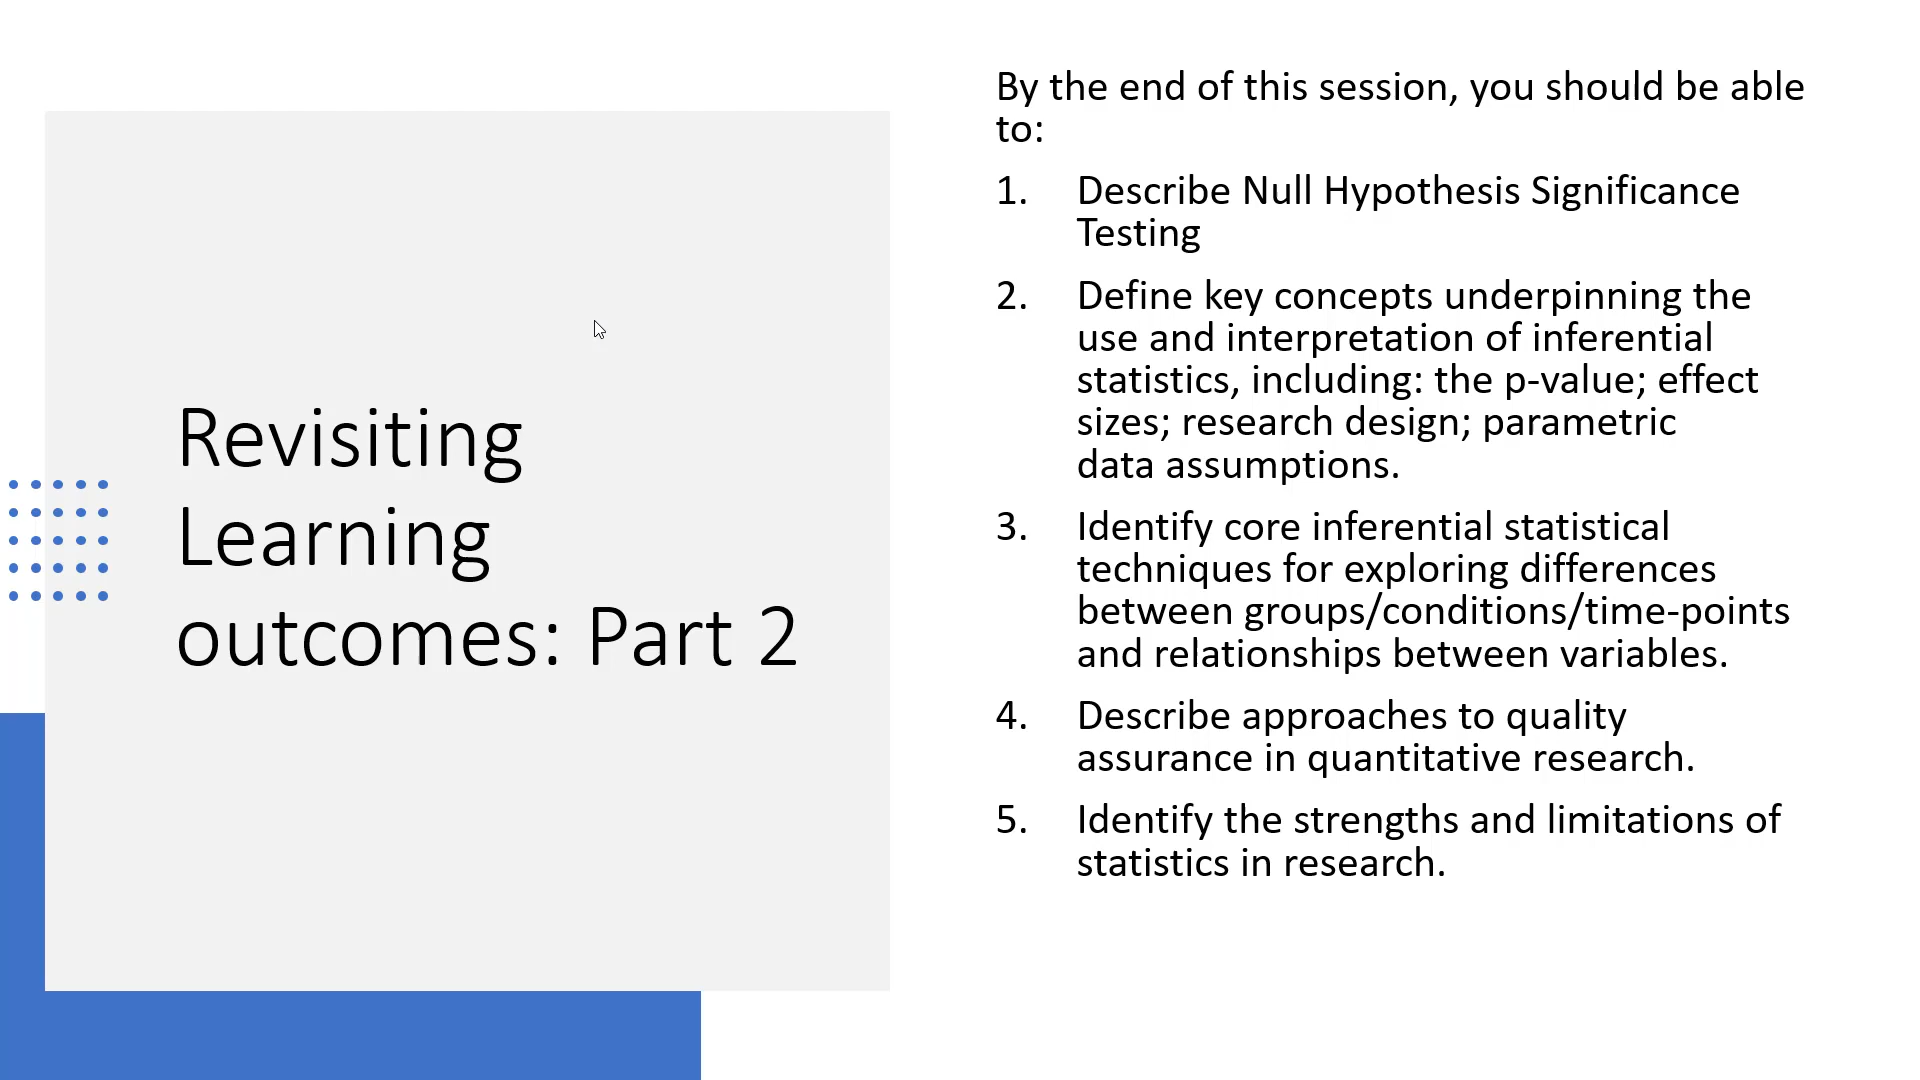 Revisiting
Learning
outcomes: Part 2
By the end of this session, you should be able
to:
1. Describe Null Hypothesis Significance
Testing
2. Define key concepts underpinning the
use and interpretation of inferential
statistics, including: the p-value; effect
sizes; research design; parametric
data assumptions.
3. Identify core inferential statistical
techniques for exploring differences
between groups/conditions/time-points
and relationships between variables.
4. Describe approaches to quality
assurance in quantitative research.
5. Identify the strengths and limitations of
statistics in research.